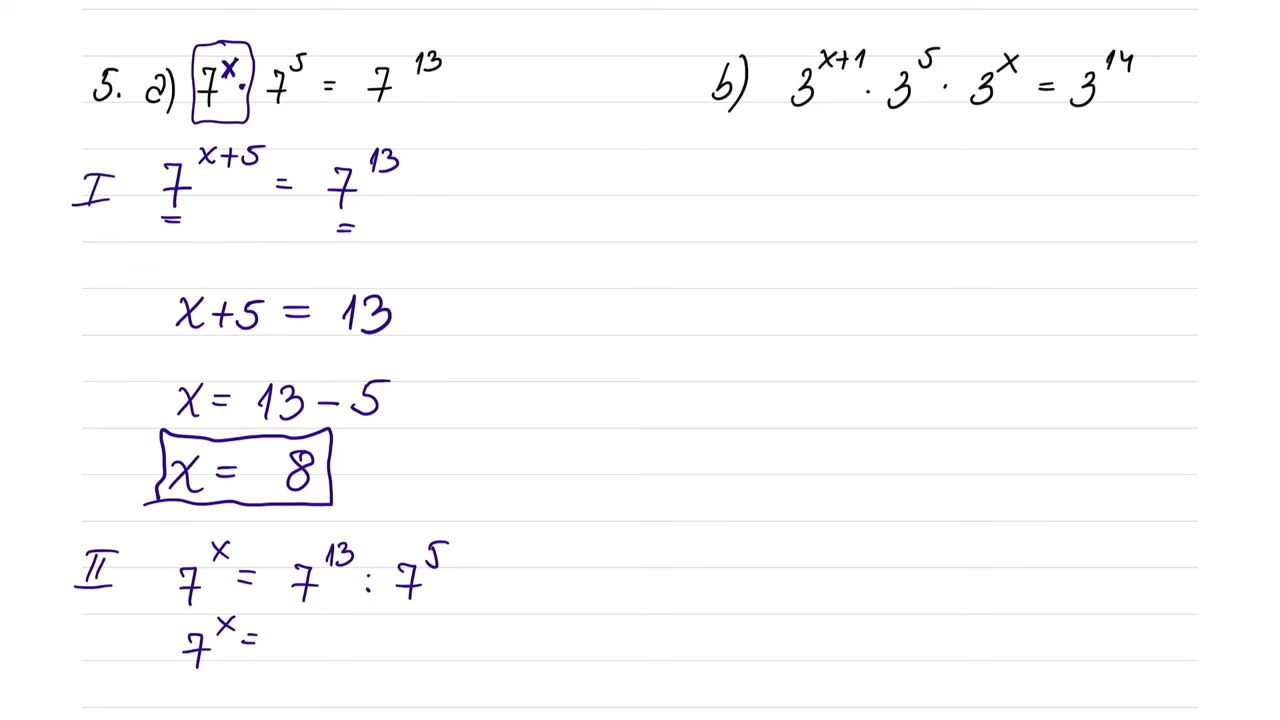 5. a) 7^x · 7^5 = 7^13
I 7^(x+5) = 7^13
x+5 = 13
x = 13 - 5
x = 8
II 7^x = 7^13 : 7^5
7^x =
b) 3^(x+1) · 3^5 · 3^x = 3^14